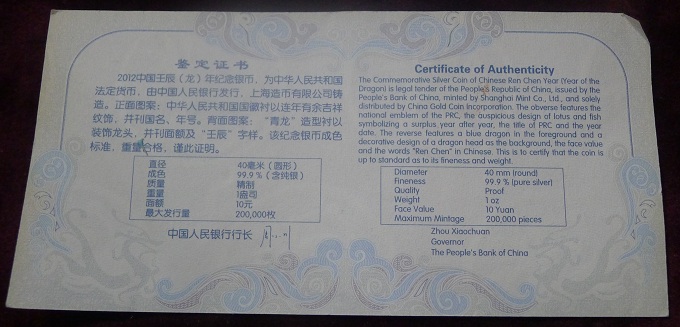 鉴定证书
2012中国壬辰（龙）年纪念银币，为中华人民共和国
法定货币，由中国人民银行发行，上海造币有限公司铸
造。正面图案：中华人民共和国国徽衬以连年有余吉祥
纹饰，并刊国名、年号。背面图案：“青龙”造型衬以
装饰龙头，并刊面额及“壬辰”字样。该纪念银币成色
标准，重量合格，谨此证明。
直径 40毫米（圆形）
成色 99.9％（含纯银）
质量 精制
重量 1盎司
面额 10元
最大发行量 200,000枚
中国人民银行行长
Certificate of Authenticity
The Commemorative Silver Coin of Chinese Ren Chen Year (Year of the
Dragon) is legal tender of the People's Republic of China, issued by the
People's Bank of China, minted by Shanghai Mint Co., Ltd., and solely
distributed by China Gold Coin Incorporation. The obverse features the
national emblem of the PRC, the auspicious design of lotus and fish
symbolizing a surplus year after year, the title of PRC and the year
date. The reverse features a blue dragon in the foreground and a
decorative design of a dragon head as the background, the face value
and the words "Ren Chen" in Chinese. This is to certify that the coin is
up to standard as to its fineness and weight.
Diameter 40 mm (round)
Fineness 99.9 % (pure silver)
Quality Proof
Weight 1 oz
Face Value 10 Yuan
Maximum Mintage 200,000 pieces
Zhou Xiaochuan
Governor
The People's Bank of China